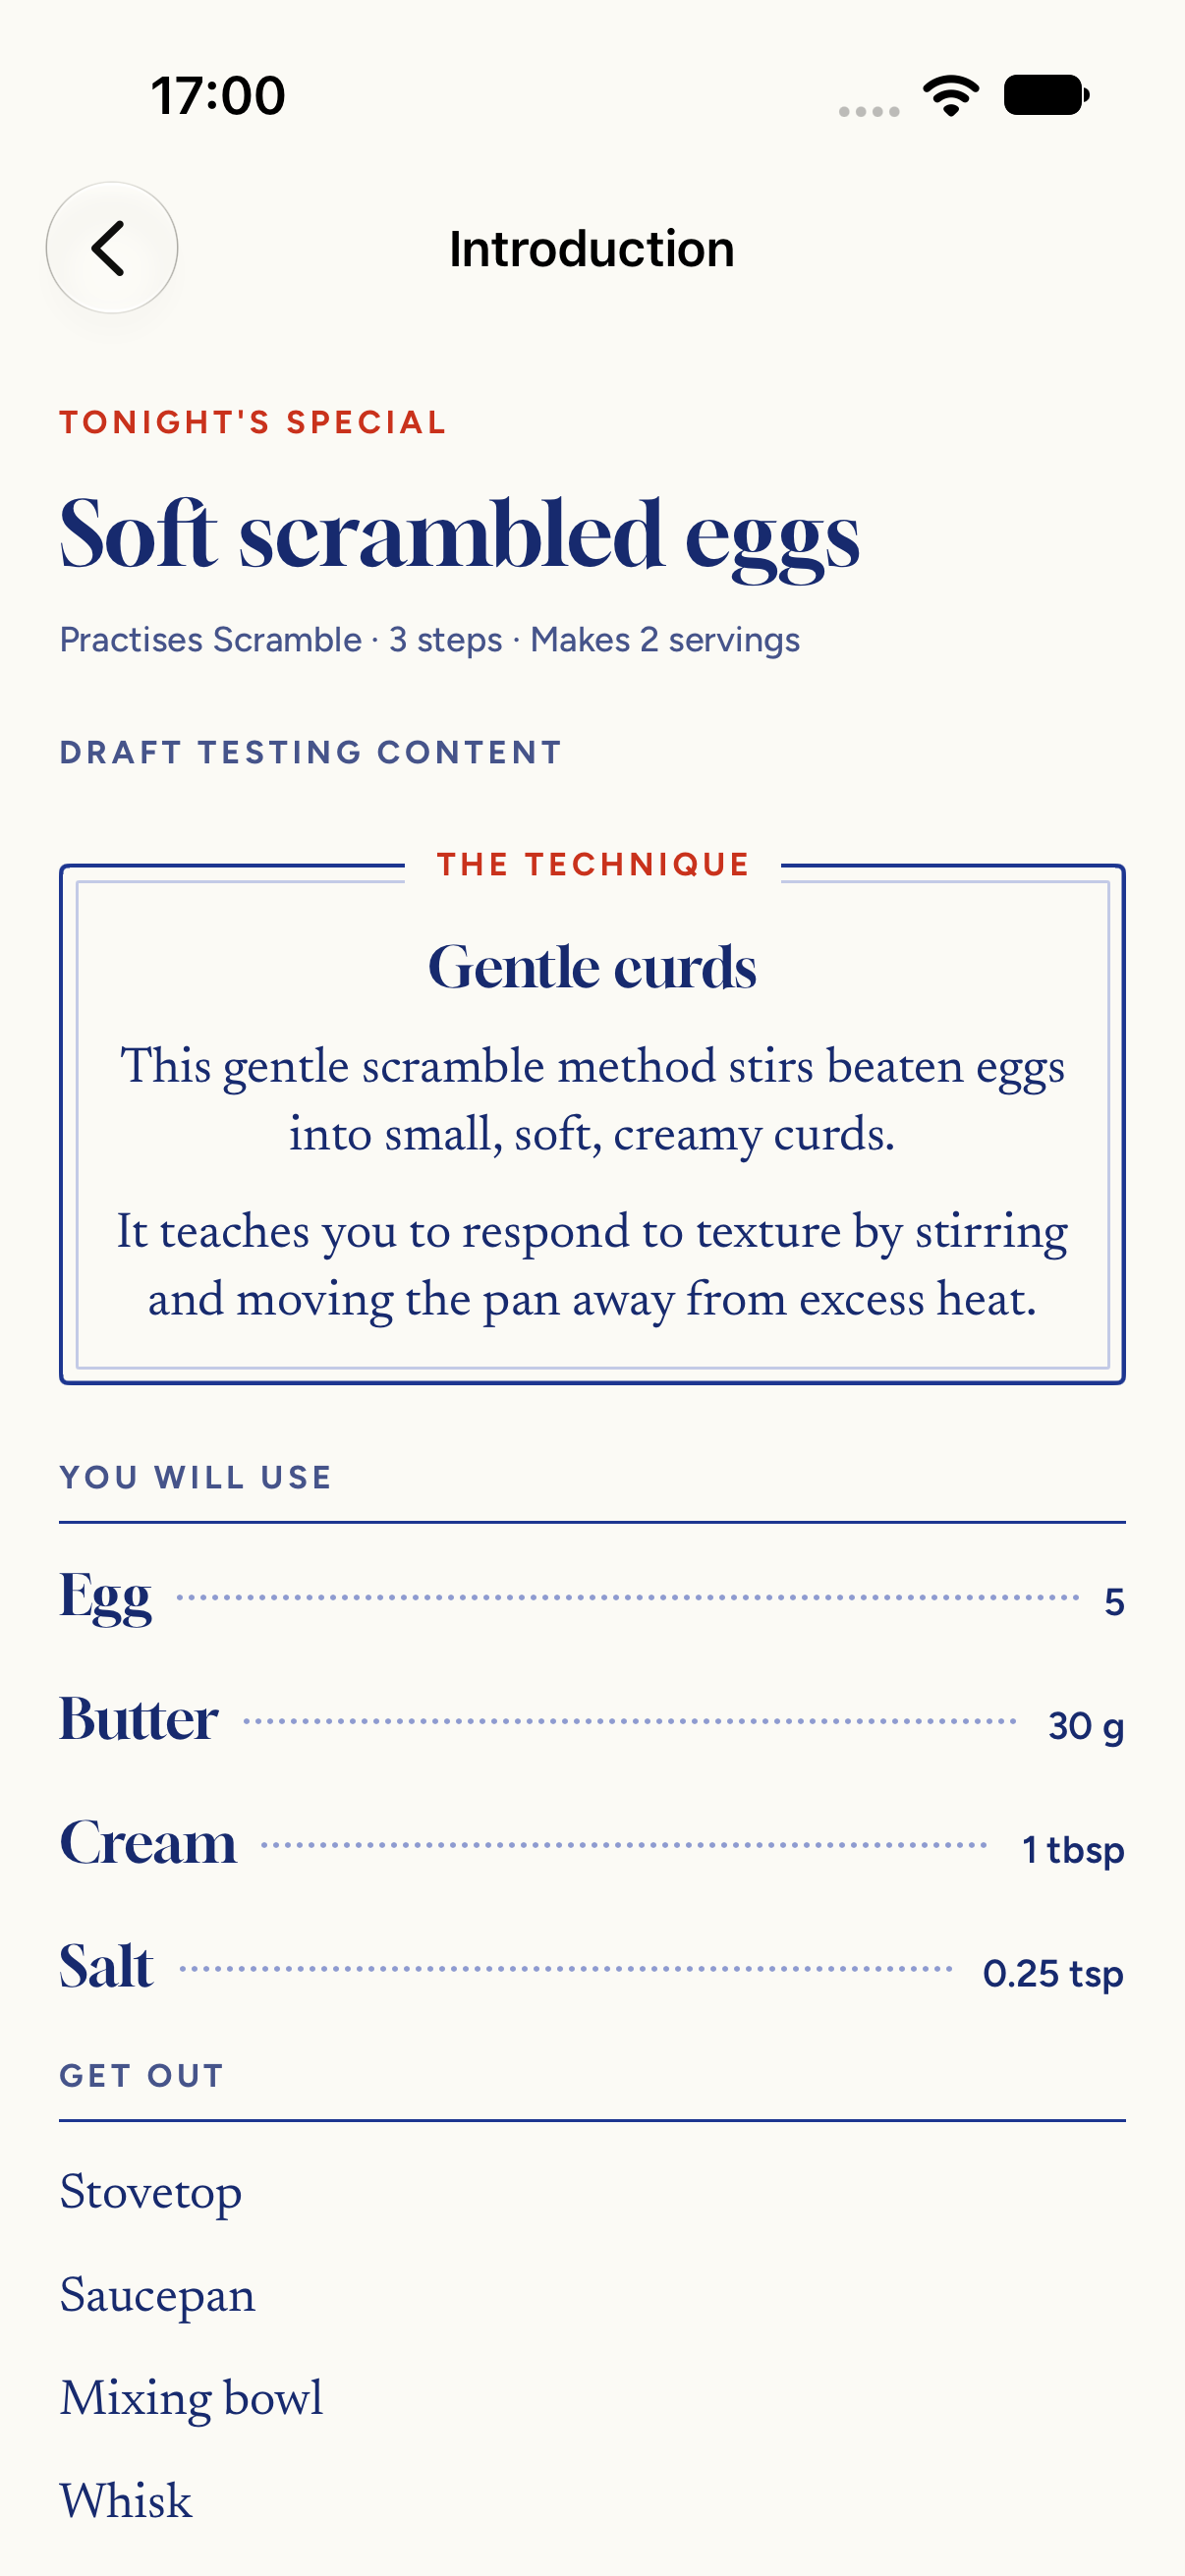 17:00
Introduction
TONIGHT'S SPECIAL
Soft scrambled eggs
Practises Scramble · 3 steps · Makes 2 servings
DRAFT TESTING CONTENT
THE TECHNIQUE
Gentle curds
This gentle scramble method stirs beaten eggs
into small, soft, creamy curds.
It teaches you to respond to texture by stirring
and moving the pan away from excess heat.
YOU WILL USE
Egg 5
Butter 30 g
Cream 1 tbsp
Salt 0.25 tsp
GET OUT
Stovetop
Saucepan
Mixing bowl
Whisk